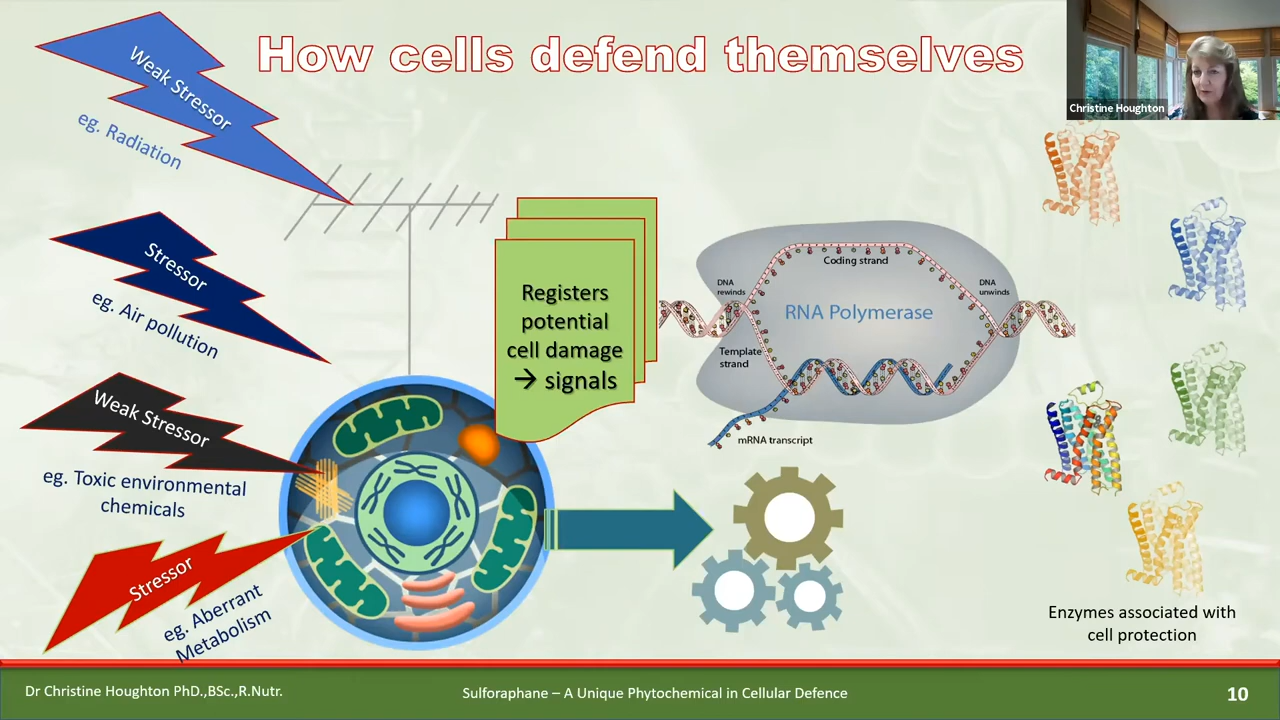 How cells defend themselves
Christine Houghton
Weak Stressor
eg. Radiation
Stressor
eg. Air pollution
Weak Stressor
eg. Toxic environmental
chemicals
Stressor
eg. Aberrant
Metabolism
Registers
potential
cell damage
→ signals
Coding strand
DNA
rewinds
DNA
unwinds
RNA Polymerase
Template
strand
mRNA transcript
Enzymes associated with
cell protection
Dr Christine Houghton PhD.,BSc.,R.Nutr.
Sulforaphane – A Unique Phytochemical in Cellular Defence
10